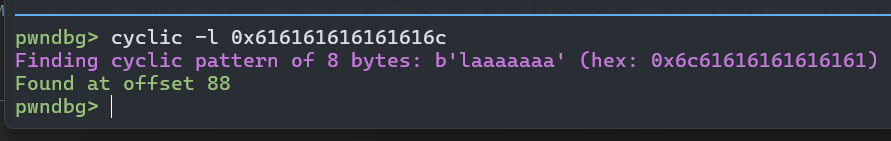 pwndbg> cyclic -l 0x616161616161616c
Finding cyclic pattern of 8 bytes: b'laaaaaaa' (hex: 0x6c61616161616161)
Found at offset 88
pwndbg>